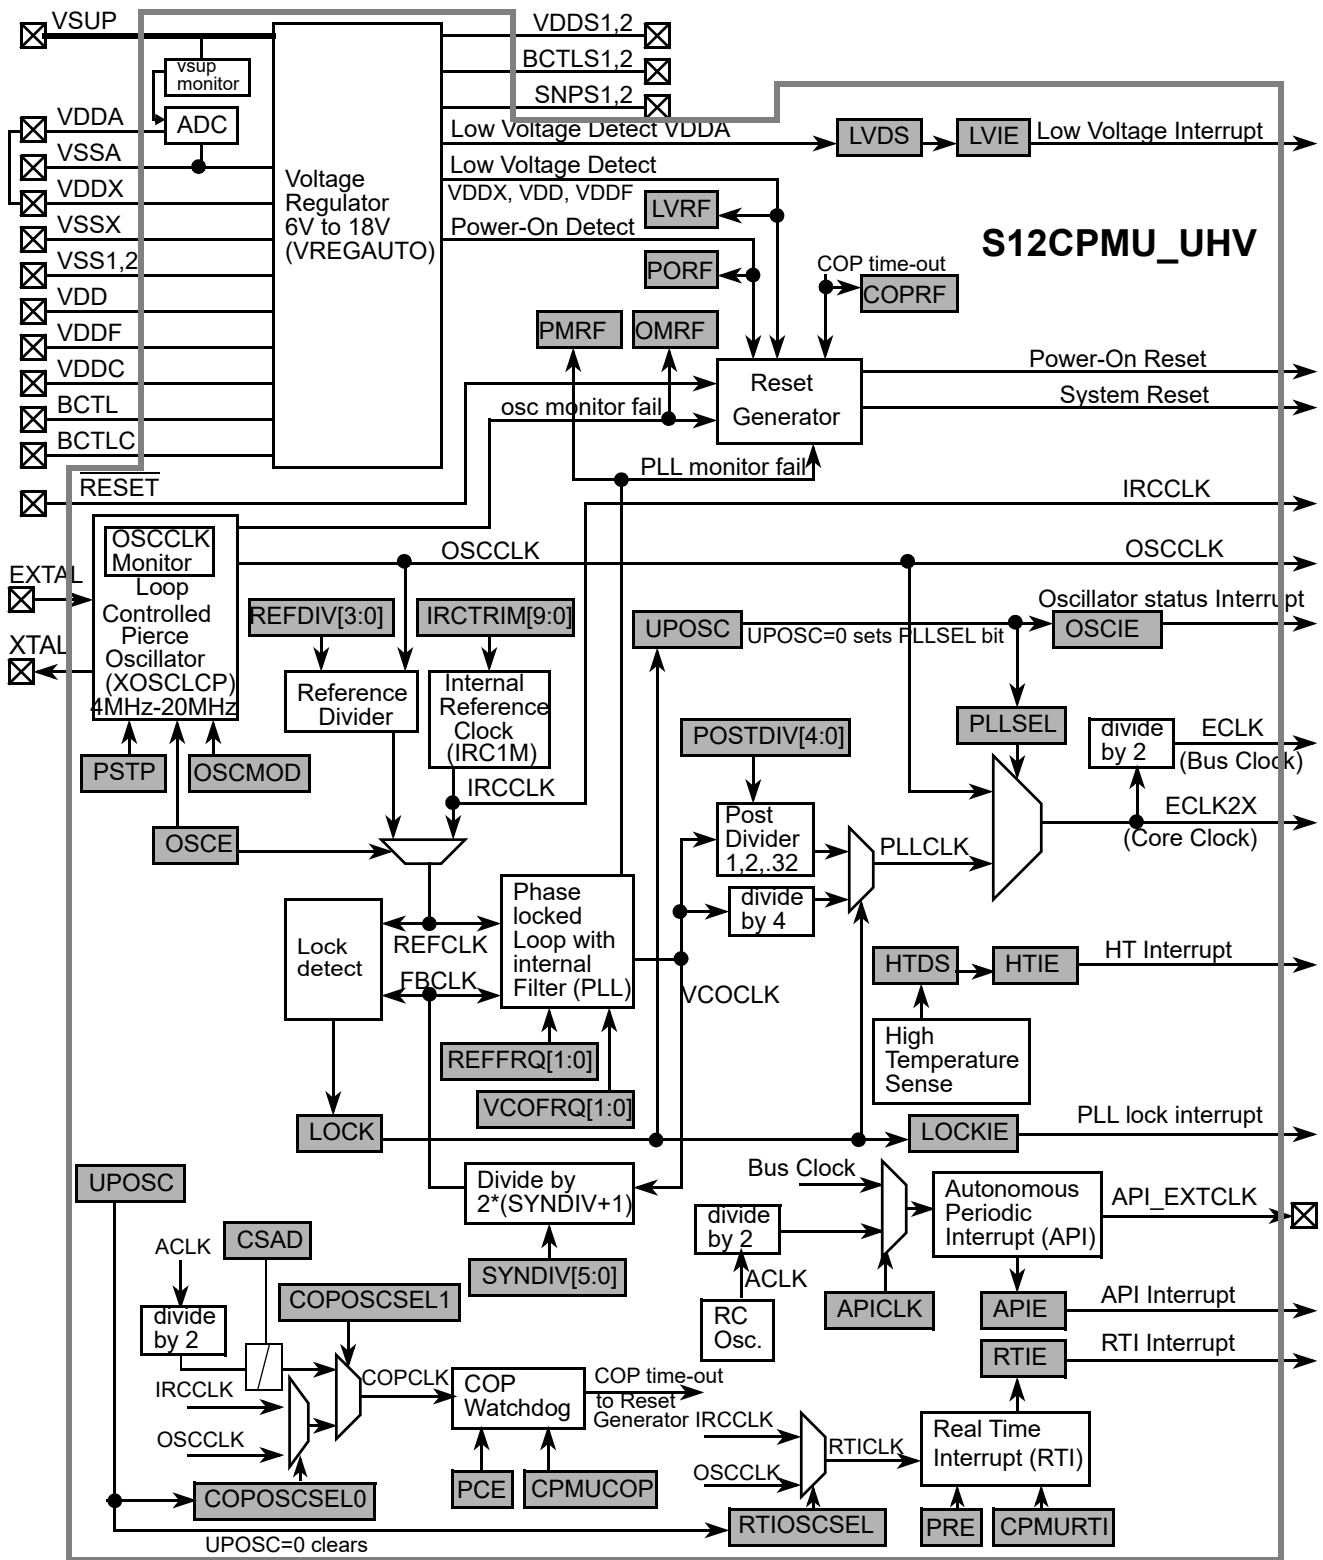 VSUP
VDDS1,2
BCTLS1,2
SNPS1,2
vsup
monitor
ADC
VDDA
VSSA
VDDX
VSSX
VSS1,2
VDD
VDDF
VDDC
BCTL
BCTLC
RESET
Voltage
Regulator
6V to 18V
(VREGAUTO)
Low Voltage Detect VDDA
Low Voltage Detect
VDDX, VDD, VDDF
Power-On Detect
LVDS
LVIE
Low Voltage Interrupt
LVRF
PORF
S12CPMU_UHV
COP time-out
COPRF
PMRF
OMRF
osc monitor fail
Reset
Generator
Power-On Reset
System Reset
PLL monitor fail
IRCCLK
OSCCLK
Monitor
Loop
Controlled
Pierce
Oscillator
(XOSCLCP)
4MHz-20MHz
EXTAL
XTAL
OSCCLK
OSCCLK
REFDIV[3:0]
IRCTRIM[9:0]
UPOSC
UPOSC=0 sets PLLSEL bit
Oscillator status Interrupt
OSCIE
Reference
Divider
Internal
Reference
Clock
(IRC1M)
PSTP
OSCMOD
IRCCLK
OSCE
POSTDIV[4:0]
PLLSEL
divide
by 2
ECLK
(Bus Clock)
ECLK2X
(Core Clock)
Post
Divider
1,2,.32
PLLCLK
divide
by 4
Phase
locked
Loop with
internal
Filter (PLL)
Lock
detect
REFCLK
FBCLK
VCOCLK
REFFRQ[1:0]
VCOFRQ[1:0]
HTDS
HTIE
HT Interrupt
High
Temperature
Sense
LOCK
LOCKIE
PLL lock interrupt
UPOSC
Divide by
2*(SYNDIV+1)
SYNDIV[5:0]
Bus Clock
divide
by 2
ACLK
RC
Osc.
APICLK
Autonomous
Periodic
Interrupt (API)
API_EXTCLK
APIE
API Interrupt
RTIE
RTI Interrupt
ACLK
CSAD
divide
by 2
COPOSCSEL1
IRCCLK
OSCCLK
COPCLK
COP
Watchdog
COP time-out
to Reset
Generator
PCE
CPMUCOP
COPOSCSEL0
UPOSC=0 clears
IRCCLK
OSCCLK
RTICLK
Real Time
Interrupt (RTI)
RTIOSCSEL
PRE
CPMURTI